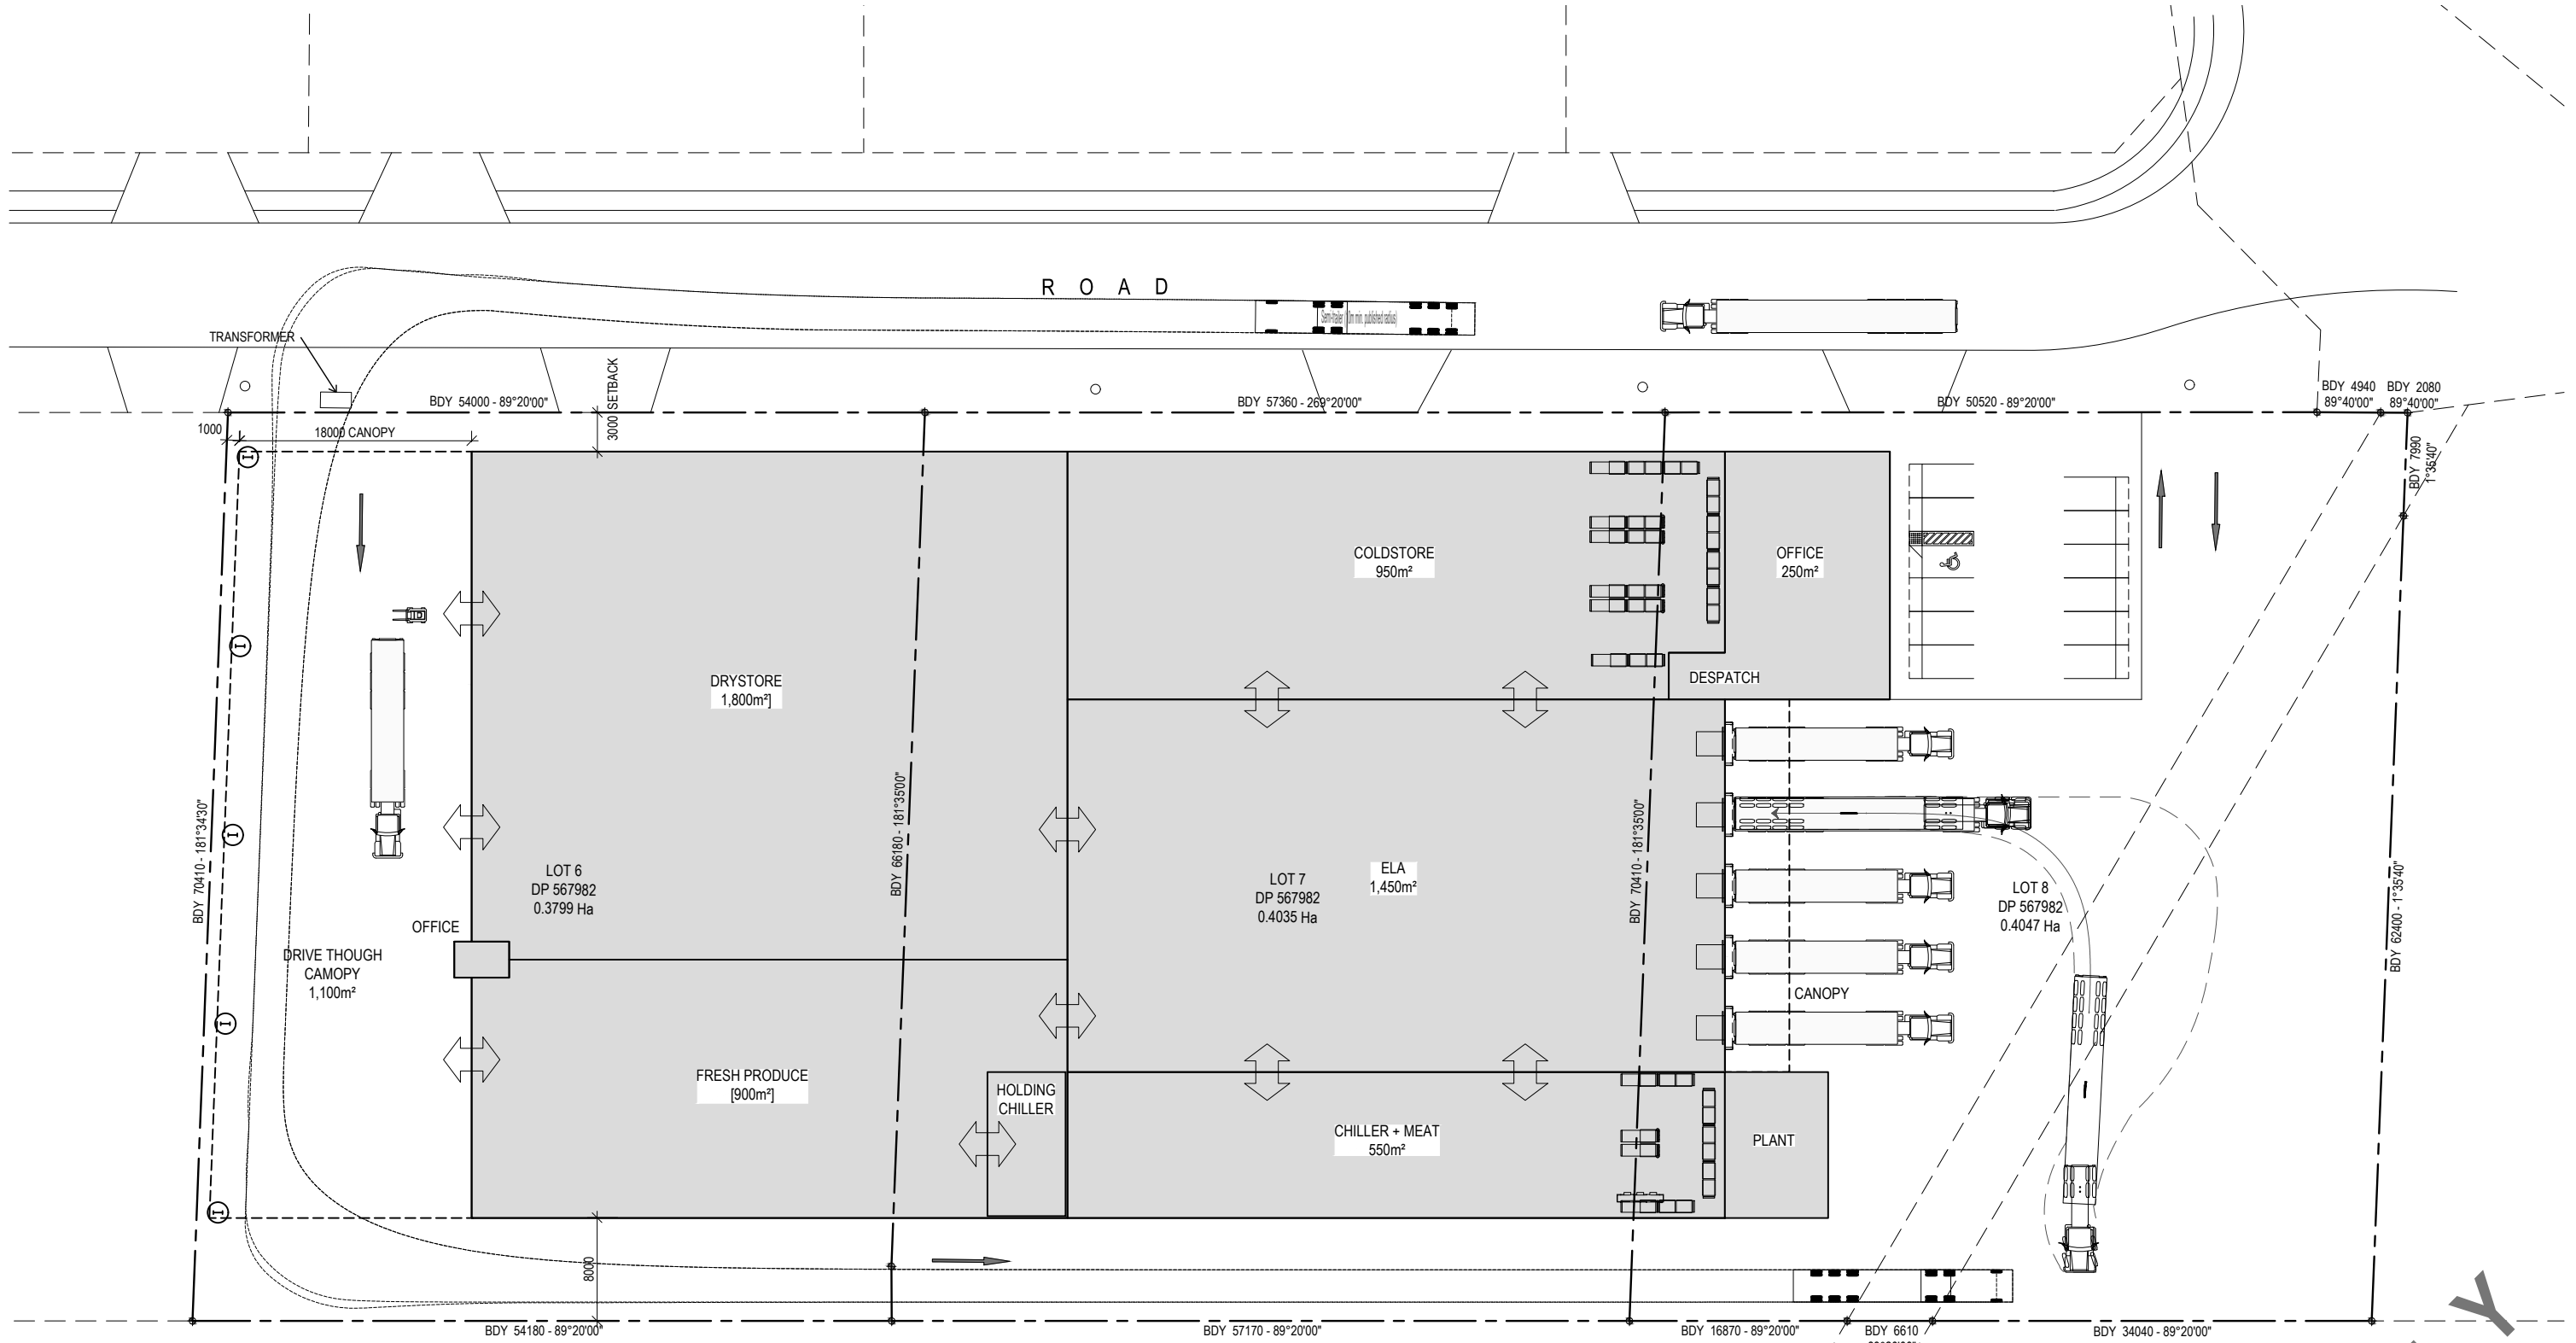 R O A D
Semi-trailer
m min. published radius)
TRANSFORMER
BDY 54000 - 89°20'00"
3000 SETBACK
BDY 57360 - 269°20'00"
BDY 50520 - 89°20'00"
BDY 4940
89°40'00"
BDY 2080
89°40'00"
1000
18000 CANOPY
BDY 7990
1°35'40"
I
I
I
I
I
COLDSTORE
950m²
OFFICE
250m²
DRYSTORE
1,800m²]
DESPATCH
BDY 70410 - 181°34'30"
BDY 66180 - 181°35'00"
BDY 70410 - 181°35'00"
BDY 62400 - 1°35'40"
LOT 6
DP 567982
0.3799 Ha
LOT 7
DP 567982
0.4035 Ha
ELA
1,450m²
LOT 8
DP 567982
0.4047 Ha
OFFICE
DRIVE THOUGH
CAMOPY
1,100m²
CANOPY
FRESH PRODUCE
[900m²]
HOLDING
CHILLER
CHILLER + MEAT
550m²
PLANT
8000
BDY 54180 - 89°20'00"
BDY 57170 - 89°20'00"
BDY 16870 - 89°20'00"
BDY 6610
BDY 34040 - 89°20'00"
Y